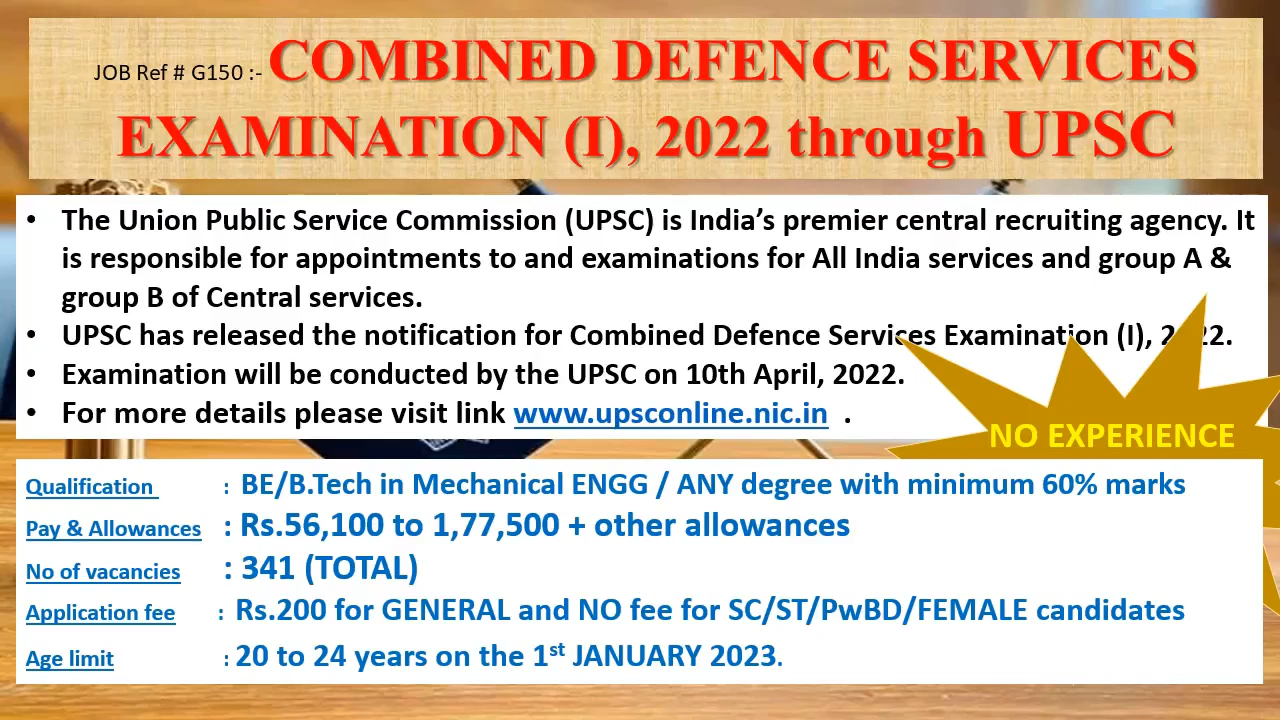 JOB Ref # G150 :- COMBINED DEFENCE SERVICES
EXAMINATION (I), 2022 through UPSC
• The Union Public Service Commission (UPSC) is India’s premier central recruiting agency. It
is responsible for appointments to and examinations for All India services and group A &
group B of Central services.
• UPSC has released the notification for Combined Defence Services Examination (I), 2022.
• Examination will be conducted by the UPSC on 10th April, 2022.
• For more details please visit link www.upsconline.nic.in .
NO EXPERIENCE
Qualification : BE/B.Tech in Mechanical ENGG / ANY degree with minimum 60% marks
Pay & Allowances : Rs.56,100 to 1,77,500 + other allowances
No of vacancies : 341 (TOTAL)
Application fee : Rs.200 for GENERAL and NO fee for SC/ST/PwBD/FEMALE candidates
Age limit : 20 to 24 years on the 1st JANUARY 2023.